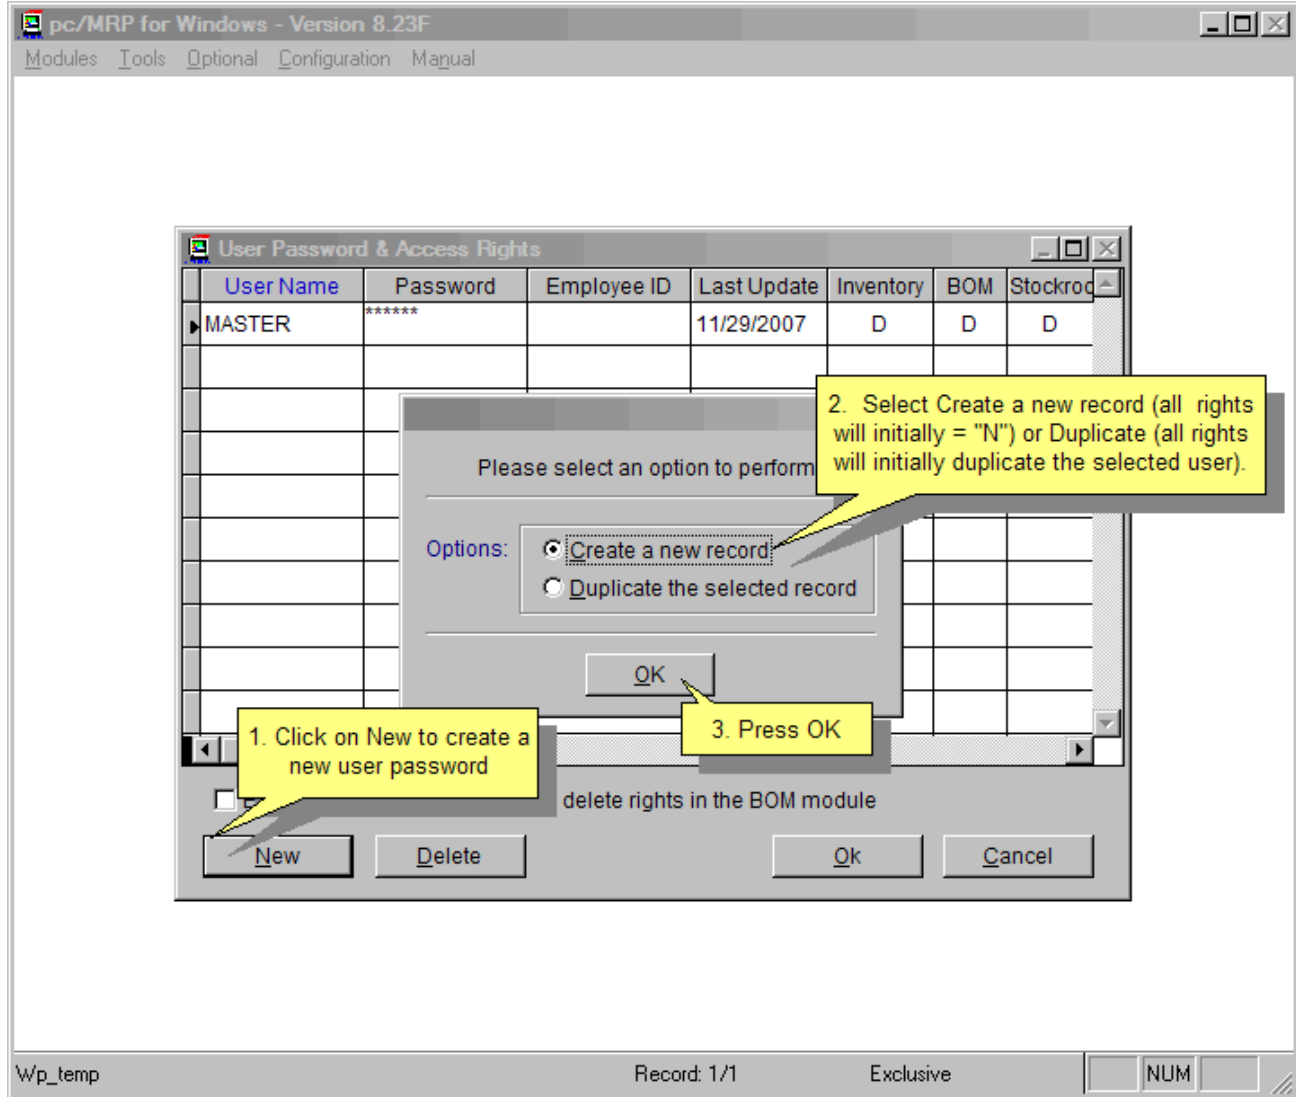 pc/MRP for Windows - Version 8.23F
Modules Tools Optional Configuration Manual
User Password & Access Rights
User Name Password Employee ID Last Update Inventory BOM Stockroo
MASTER ****** 11/29/2007 D D D
2. Select Create a new record (all rights
will initially = "N") or Duplicate (all rights
will initially duplicate the selected user).
Please select an option to perform
Options:
Create a new record
Duplicate the selected record
OK
3. Press OK
1. Click on New to create a
new user password
delete rights in the BOM module
New Delete Ok Cancel
Wp_temp Record: 1/1 Exclusive NUM